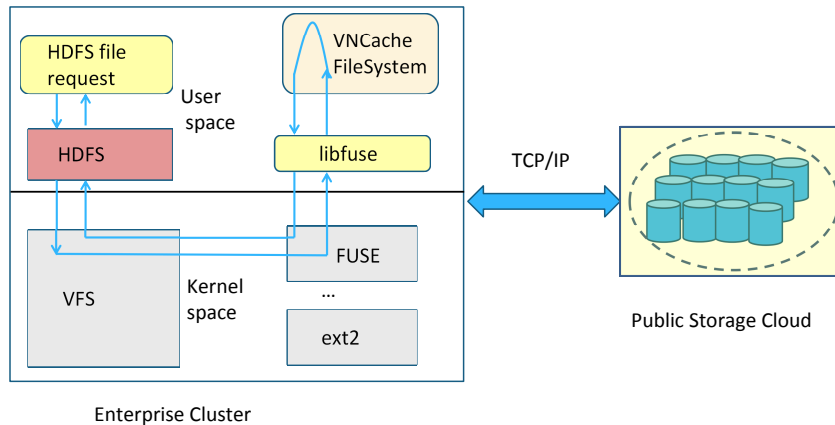 HDFS file
request
VNCache
FileSystem
User
space
HDFS
libfuse
TCP/IP
VFS
Kernel
space
FUSE
...
ext2
Public Storage Cloud
Enterprise Cluster